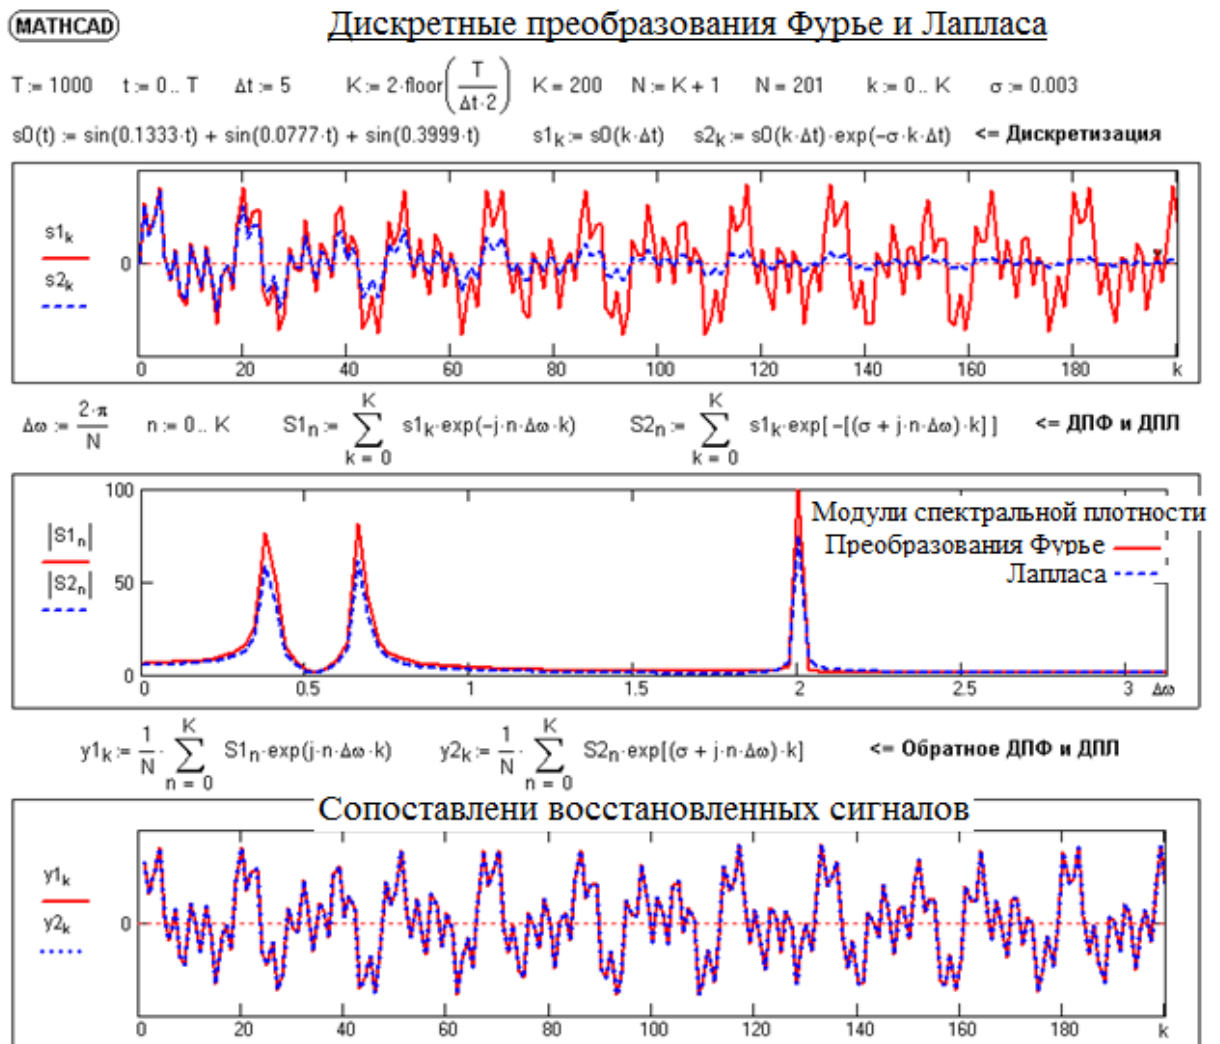 MATHCAD
Дискретные преобразования Фурье и Лапласа
T := 1000 t := 0.. T Δt := 5 K := 2·floor(T/(Δt·2)) K = 200 N := K + 1 N = 201 k := 0.. K σ := 0.003
s0(t) := sin(0.1333·t) + sin(0.0777·t) + sin(0.3999·t) s1k := s0(k·Δt) s2k := s0(k·Δt)·exp(-σ·k·Δt) <= Дискретизация
s1k
s2k
0
0 20 40 60 80 100 120 140 160 180 k
Δω := 2·π/N n := 0.. K S1n := ∑ k = 0 K s1k·exp(-j·n·Δω·k) S2n := ∑ k = 0 K s1k·exp[-[(σ + j·n·Δω)·k]] <= ДПФ и ДПЛ
|S1n|
|S2n|
100
50
0
Модули спектральной плотности
Преобразования Фурье
Лапласа
0 0.5 1 1.5 2 2.5 3 Δω
y1k := 1/N · ∑ n = 0 K S1n·exp(j·n·Δω·k) y2k := 1/N · ∑ n = 0 K S2n·exp[(σ + j·n·Δω)·k] <= Обратное ДПФ и ДПЛ
Сопоставлени восстановленных сигналов
y1k
y2k
0
0 20 40 60 80 100 120 140 160 180 k